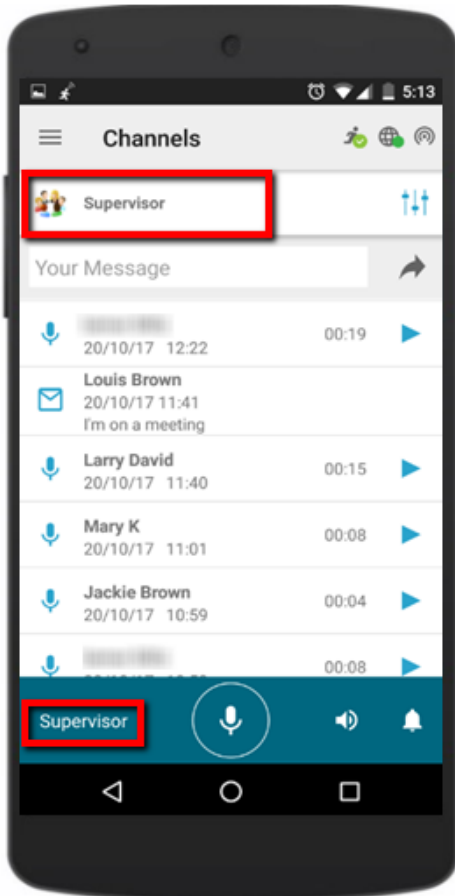 5:13
Channels
Supervisor
Your Message
00:19
20/10/17 12:22
Louis Brown
20/10/17 11:41
I'm on a meeting
Larry David
00:15
20/10/17 11:40
Mary K
00:08
20/10/17 11:01
Jackie Brown
00:04
20/10/17 10:59
00:08
Supervisor